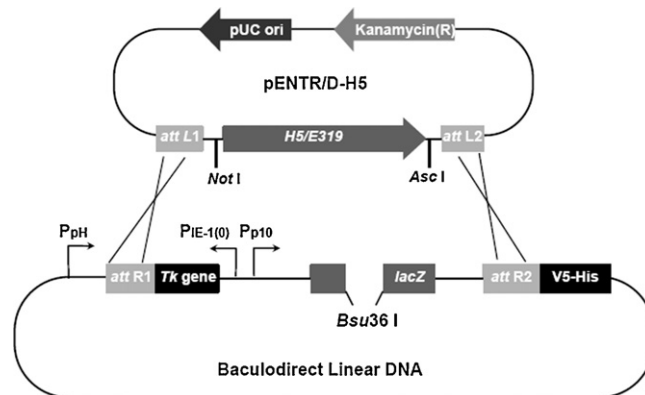 pUC ori
Kanamycin(R)
pENTR/D-H5
att L1
H5/E319
att L2
Not I
Asc I
PpH
PIE-1(0)
Pp10
att R1
Tk gene
lacZ
att R2
V5-His
Bsu36 I
Baculodirect Linear DNA